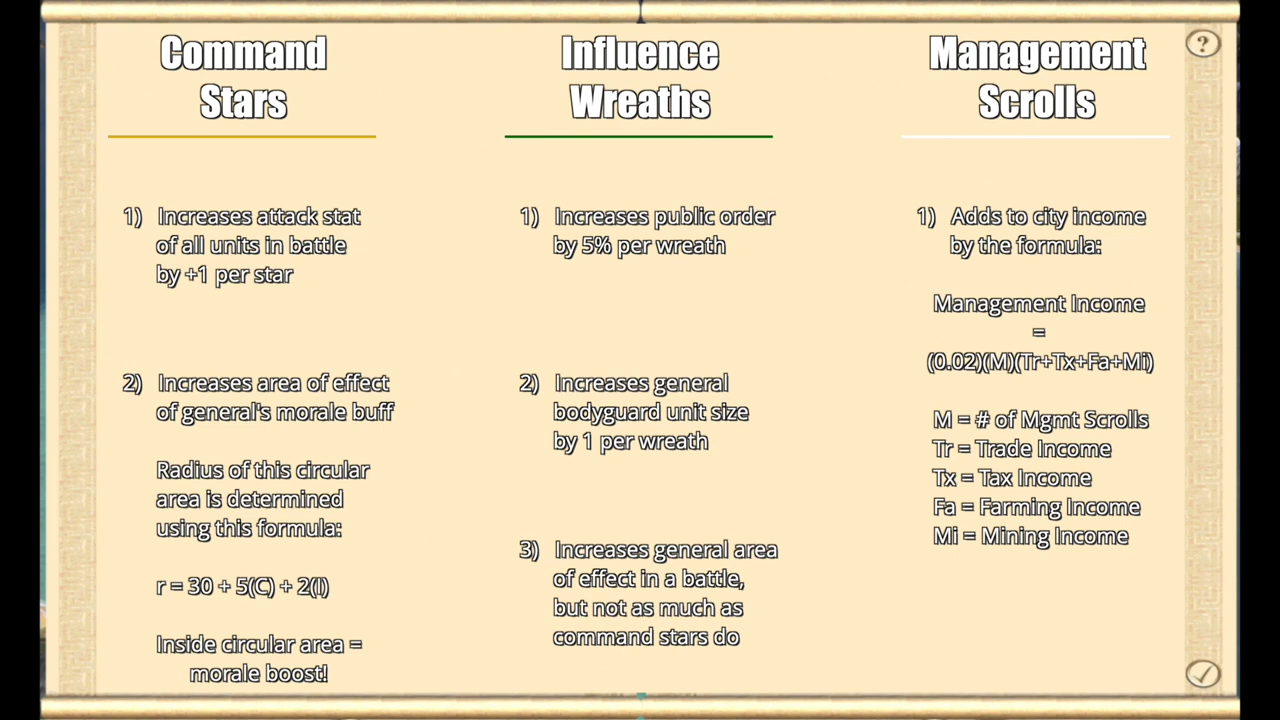 Command
Stars
1) Increases attack stat
of all units in battle
by +1 per star
2) Increases area of effect
of general's morale buff
Radius of this circular
area is determined
using this formula:
r = 30 + 5(C) + 2(I)
Inside circular area =
morale boost!
Influence
Wreaths
1) Increases public order
by 5% per wreath
2) Increases general
bodyguard unit size
by 1 per wreath
3) Increases general area
of effect in a battle,
but not as much as
command stars do
Management
Scrolls
1) Adds to city income
by the formula:
Management Income
=
(0.02)(M)(Tr+Tx+Fa+Mi)
M = # of Mgmt Scrolls
Tr = Trade Income
Tx = Tax Income
Fa = Farming Income
Mi = Mining Income
?